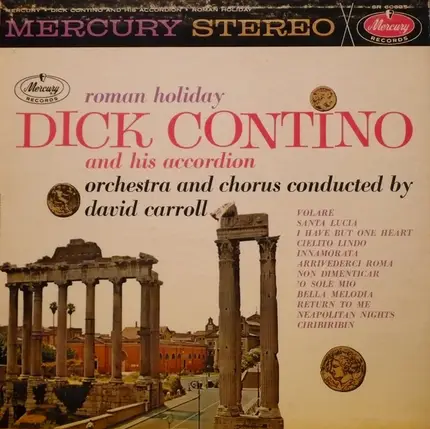 MERCURY • DICK CONTINO AND HIS ACCORDION • ROMAN HOLIDAY
MERCURY STEREO
Mercury
RECORDS
Mercury
RECORDS
roman holiday
DICK CONTINO
and his accordion
orchestra and chorus conducted by
david carroll
VOLARE
SANTA LUCIA
I HAVE BUT ONE HEART
CIELITO LINDO
INNAMORATA
ARRIVEDERCI ROMA
NON DIMENTICAR
'O SOLE MIO
BELLA MELODIA
RETURN TO ME
NEAPOLITAN NIGHTS
CIRIBIRIBIN